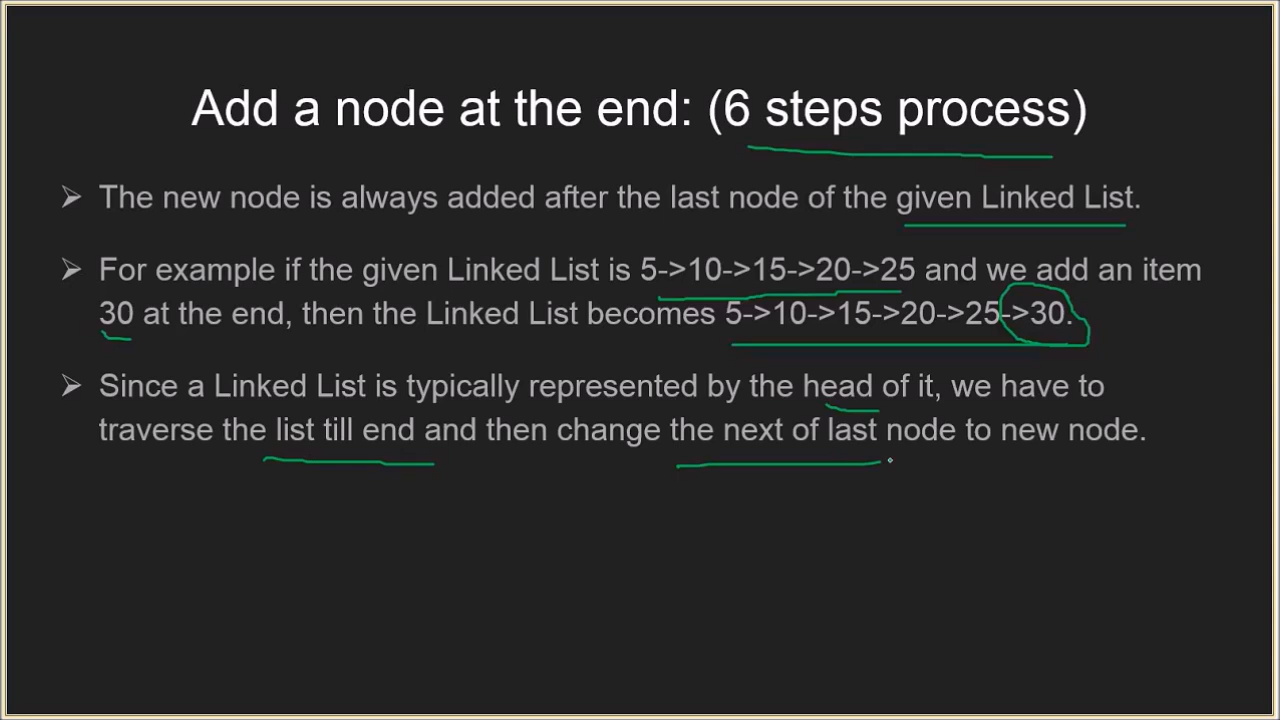 Add a node at the end: (6 steps process)
➢ The new node is always added after the last node of the given Linked List.
➢ For example if the given Linked List is 5->10->15->20->25 and we add an item
30 at the end, then the Linked List becomes 5->10->15->20->25->30.
➢ Since a Linked List is typically represented by the head of it, we have to
traverse the list till end and then change the next of last node to new node.